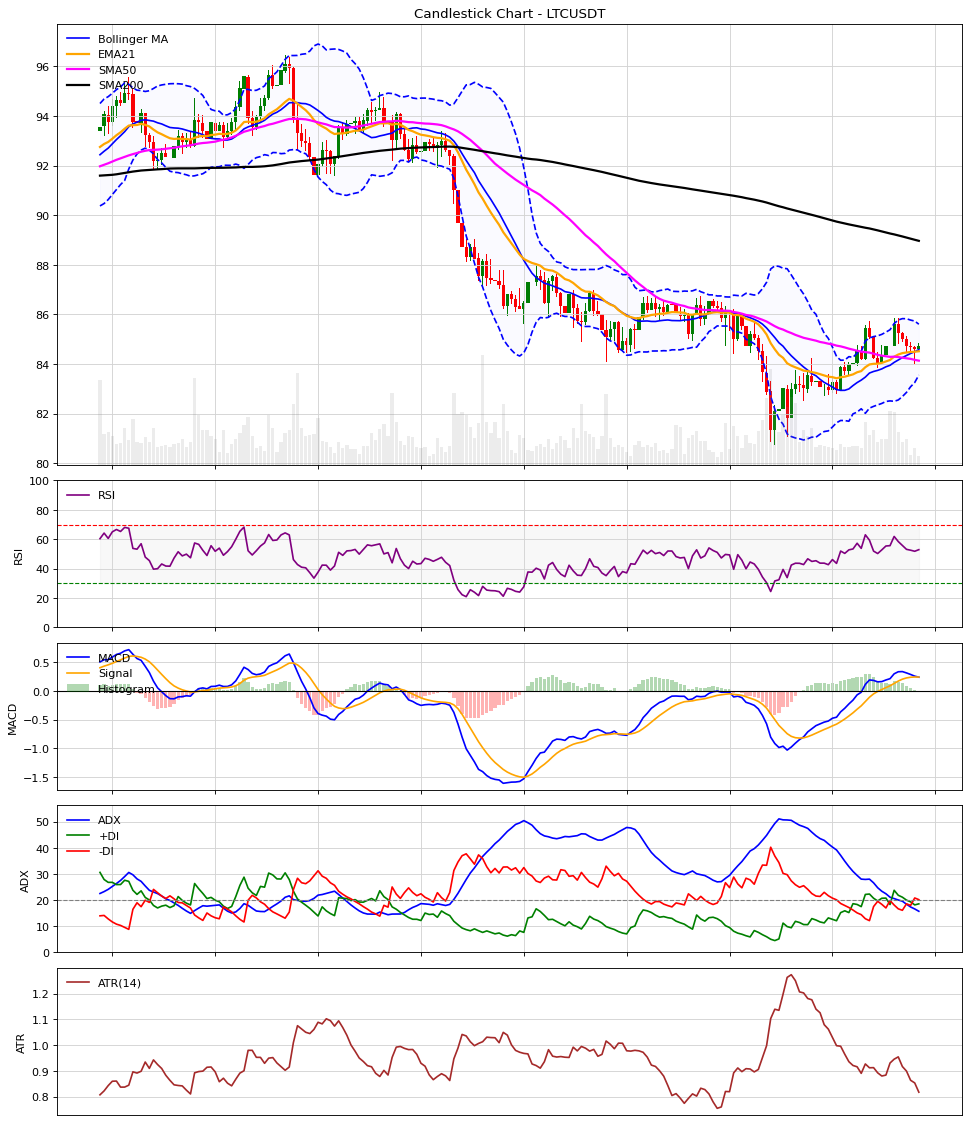 Candlestick Chart - LTCUSDT
Bollinger MA
EMA21
SMA50
SMA200
96
94
92
90
88
86
84
82
80
RSI
100
80
60
40
20
0
RSI
MACD
Signal
Histogram
0.5
0.0
−0.5
−1.0
−1.5
MACD
ADX
+DI
-DI
50
40
30
20
10
0
ADX
ATR(14)
1.2
1.1
1.0
0.9
0.8
ATR